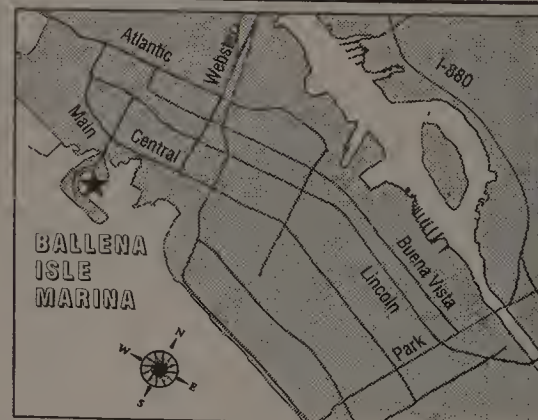 Atlantic
Webster
I-880
Main
Central
BALLENA
ISLE
MARINA
Buena Vista
Lincoln
Park
N
W
E
S